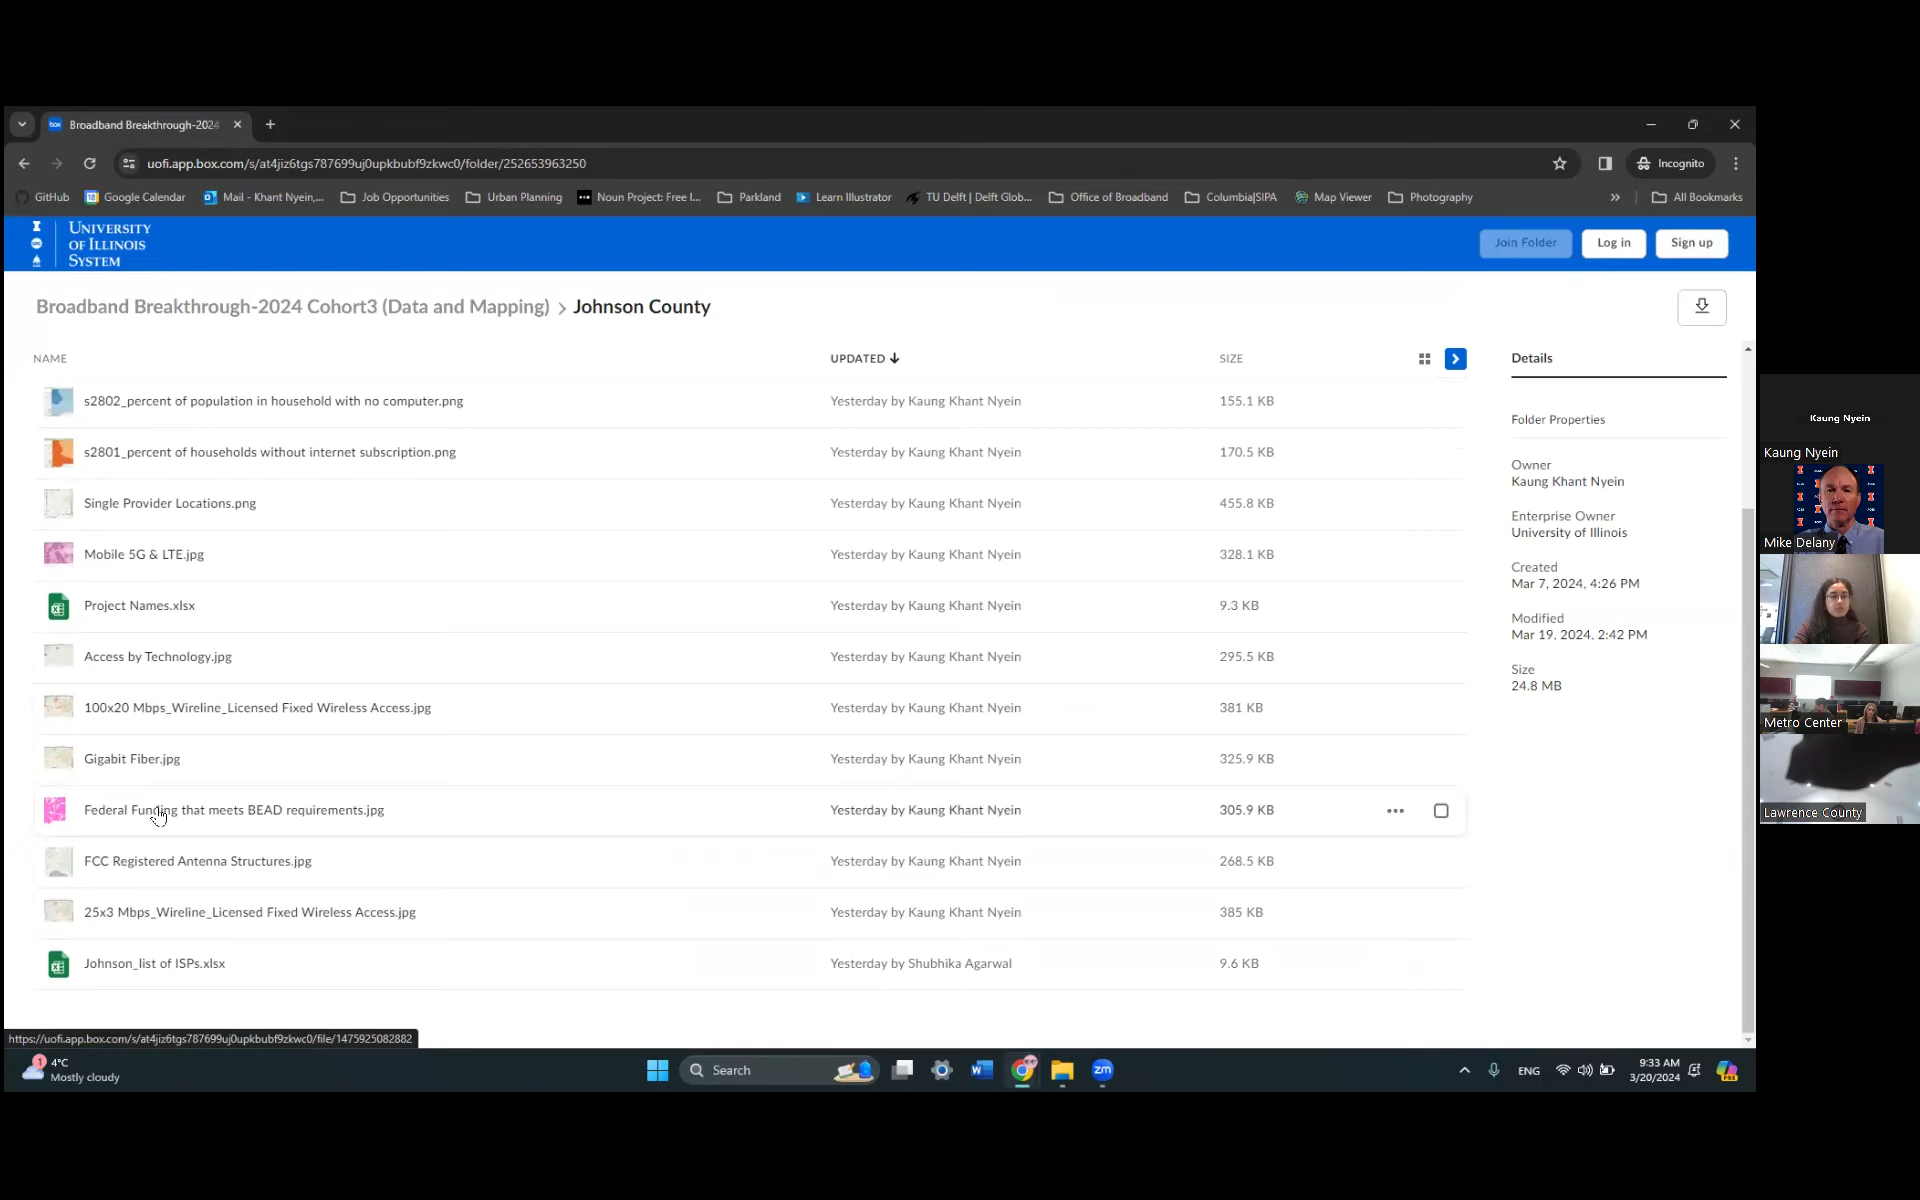 Broadband Breakthrough-2024
uofi.app.box.com/s/at4jiz6tgs787699uj0upkbubf9zkwc0/folder/252653963250
Incognito
GitHub
Google Calendar
Mail - Khant Nyein,...
Job Opportunities
Urban Planning
Noun Project: Free I...
Parkland
Learn Illustrator
TU Delft | Delft Glob...
Office of Broadband
Columbia|SIPA
Map Viewer
Photography
»
All Bookmarks
UNIVERSITY
OF ILLINOIS
SYSTEM
Join Folder
Log in
Sign up
Broadband Breakthrough-2024 Cohort3 (Data and Mapping) > Johnson County
NAME UPDATED SIZE
s2802_percent of population in household with no computer.png Yesterday by Kaung Khant Nyein 155.1 KB
s2801_percent of households without internet subscription.png Yesterday by Kaung Khant Nyein 170.5 KB
Single Provider Locations.png Yesterday by Kaung Khant Nyein 455.8 KB
Mobile 5G & LTE.jpg Yesterday by Kaung Khant Nyein 328.1 KB
Project Names.xlsx Yesterday by Kaung Khant Nyein 9.3 KB
Access by Technology.jpg Yesterday by Kaung Khant Nyein 295.5 KB
100x20 Mbps_Wireline_Licensed Fixed Wireless Access.jpg Yesterday by Kaung Khant Nyein 381 KB
Gigabit Fiber.jpg Yesterday by Kaung Khant Nyein 325.9 KB
Federal Funding that meets BEAD requirements.jpg Yesterday by Kaung Khant Nyein 305.9 KB
FCC Registered Antenna Structures.jpg Yesterday by Kaung Khant Nyein 268.5 KB
25x3 Mbps_Wireline_Licensed Fixed Wireless Access.jpg Yesterday by Kaung Khant Nyein 385 KB
Johnson_list of ISPs.xlsx Yesterday by Shubhika Agarwal 9.6 KB
Details
Folder Properties
Owner
Kaung Khant Nyein
Enterprise Owner
University of Illinois
Created
Mar 7, 2024, 4:26 PM
Modified
Mar 19, 2024, 2:42 PM
Size
24.8 MB
Kaung Nyein
Kaung Nyein
Mike Delany
Metro Center
Lawrence County
https://uofi.app.box.com/s/at4jiz6tgs787699uj0upkbubf9zkwc0/file/1475925082882
1
4°C
Mostly cloudy
Search
zm
ENG
9:33 AM
3/20/2024